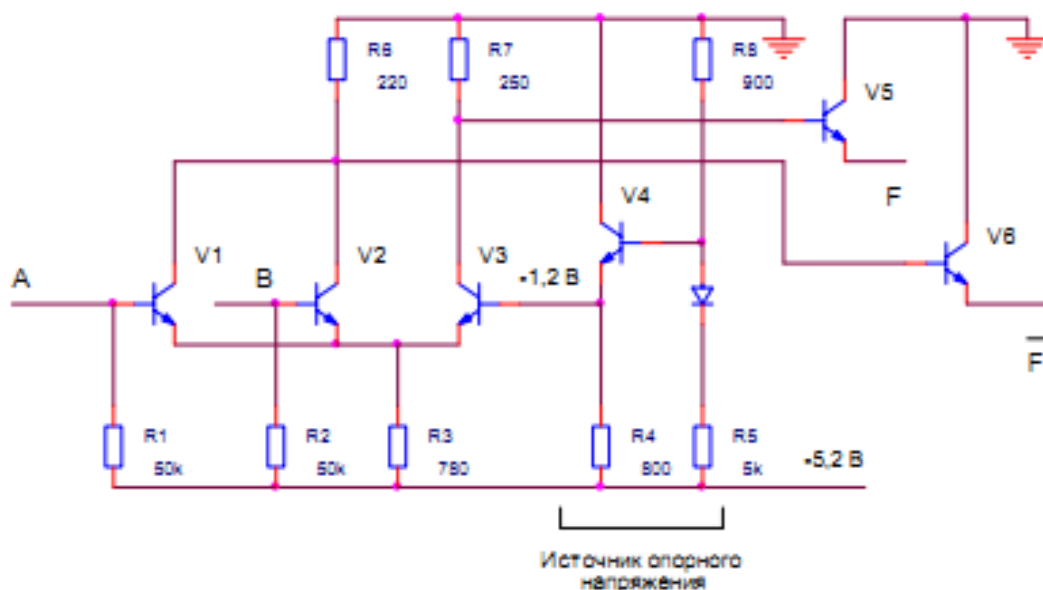 R6
220
R7
250
R8
900
V5
F
V4
V6
V1
V2
V3
A
B
-1,2 В
F
R1
50k
R2
50k
R3
780
R4
800
R5
5k
-5,2 В
Источник опорного
напряжения